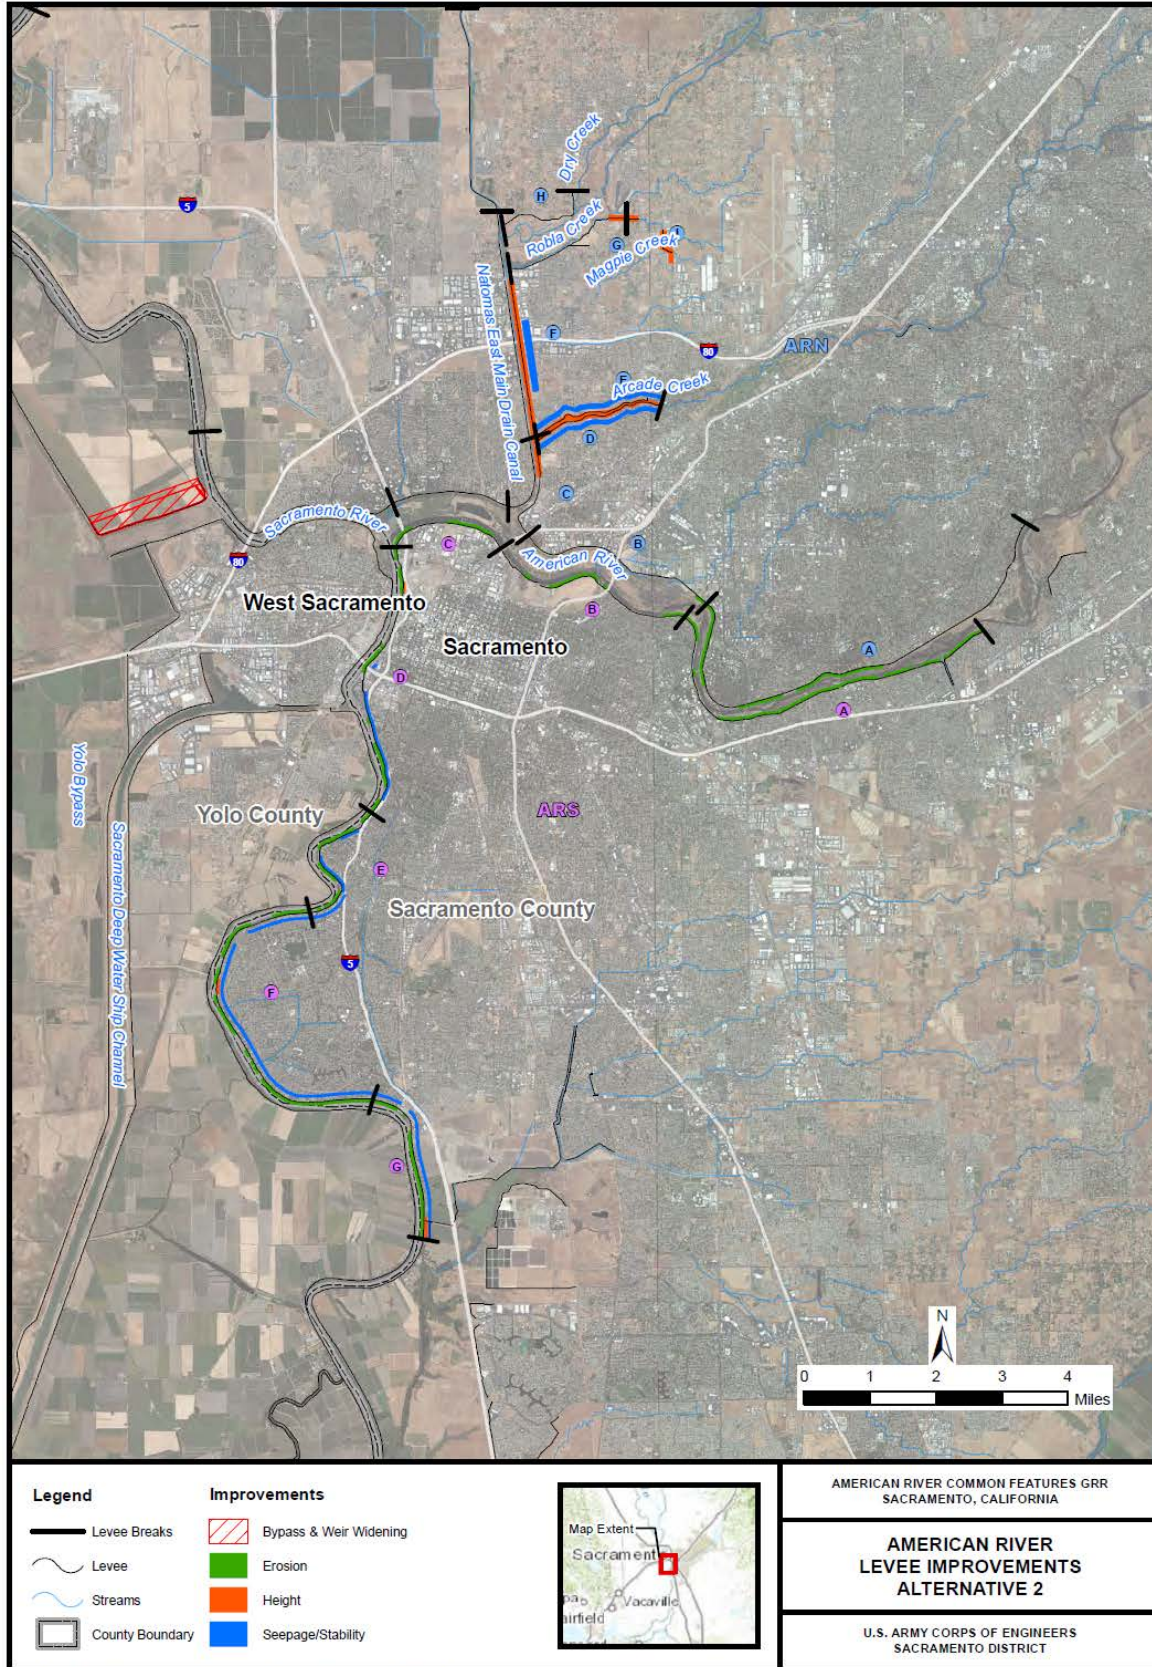 Dry Creek
H
5
Robla Creek
I
G
Magpie Creek
Natomas East Main Drain Canal
F
80
ARN
E
Arcade Creek
D
C
Sacramento River
C
B
American River
80
West Sacramento
B
Sacramento
A
D
A
Yolo Bypass
Yolo County
ARS
Sacramento Deep Water Ship Channel
E
Sacramento County
5
F
G
N
0 1 2 3 4
Miles
Legend
Levee Breaks
Levee
Streams
County Boundary
Improvements
Bypass & Weir Widening
Erosion
Height
Seepage/Stability
Map Extent
Sacrament
Vacaville
airfield
AMERICAN RIVER COMMON FEATURES GRR
SACRAMENTO, CALIFORNIA
AMERICAN RIVER
LEVEE IMPROVEMENTS
ALTERNATIVE 2
U.S. ARMY CORPS OF ENGINEERS
SACRAMENTO DISTRICT